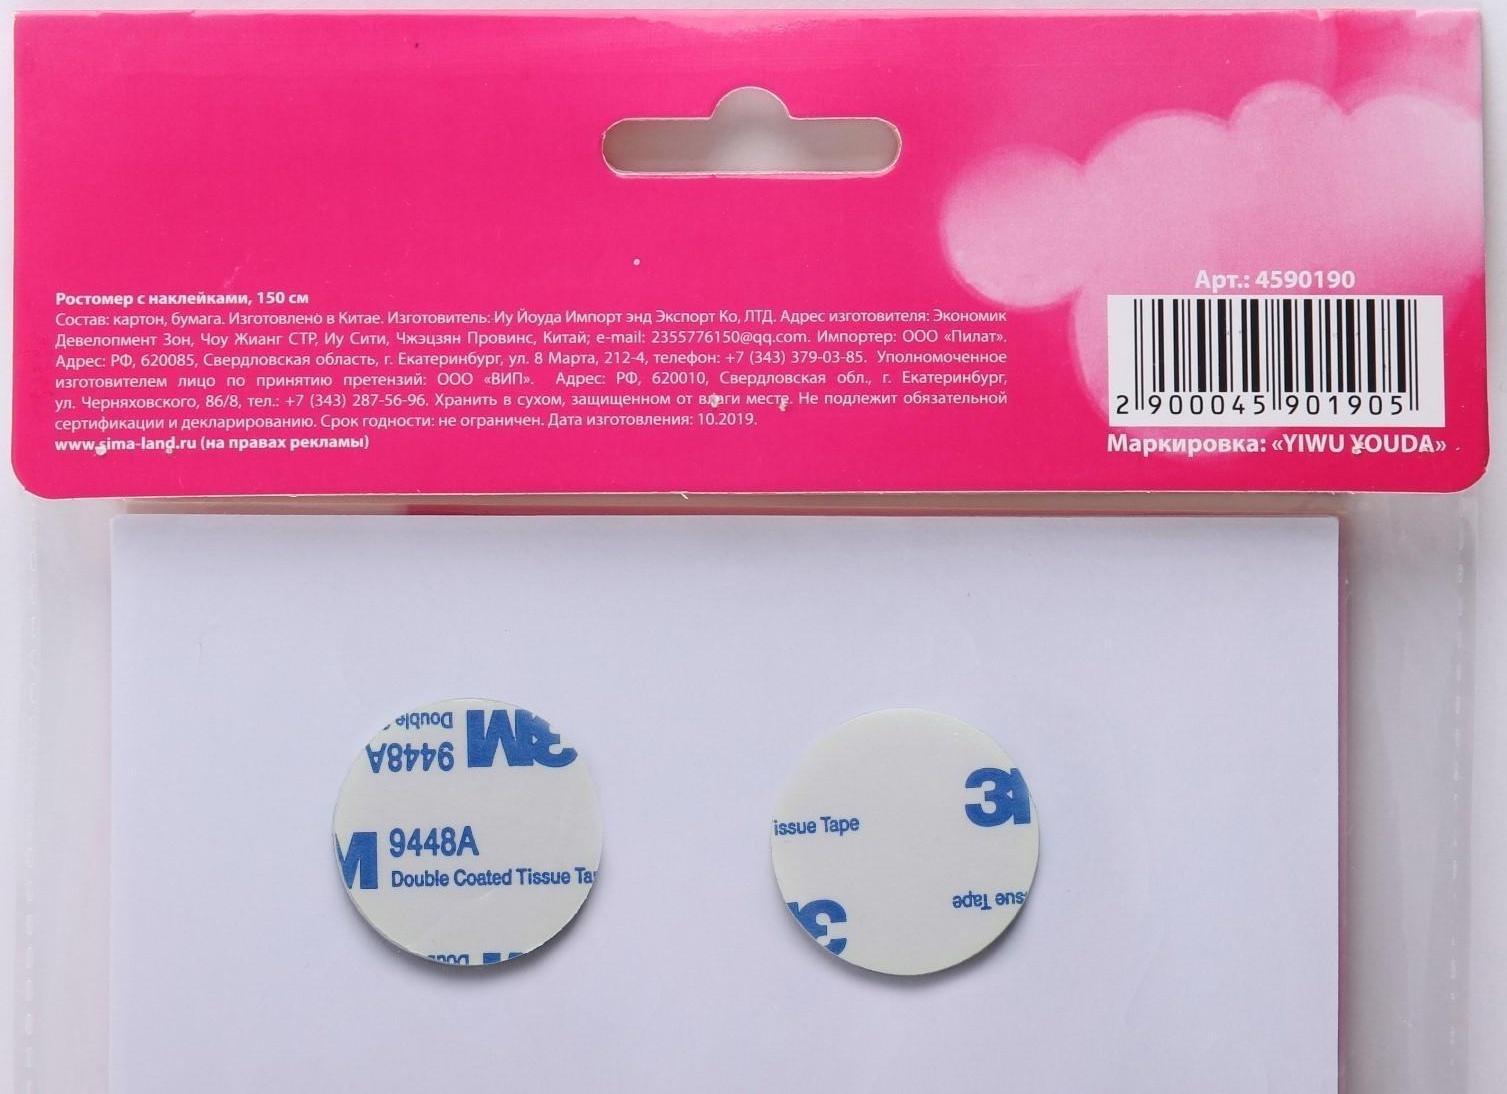 Ростомер с наклейками, 150 см
Состав: картон, бумага. Изготовлено в Китае. Изготовитель: Иу Йоуда Импорт энд Экспорт Ко, ЛТД. Адрес изготовителя: Экономик
Девелопмент Зон, Чоу Жианг СТР, Иу Сити, Чжэцзян Провинс, Китай; e-mail: 2355776150@qq.com. Импортер: ООО «Пилат».
Адрес: РФ, 620085, Свердловская область, г. Екатеринбург, ул. 8 Марта, 212-4, телефон: +7 (343) 379-03-85. Уполномоченное
изготовителем лицо по принятию претензий: ООО «ВИП». Адрес: РФ, 620010, Свердловская обл., г. Екатеринбург,
ул. Черняховского, 86/8, тел.: +7 (343) 287-56-96. Хранить в сухом, защищенном от влаги месте. Не подлежит обязательной
сертификации и декларированию. Срок годности: не ограничен. Дата изготовления: 10.2019.
www.sima-land.ru (на правах рекламы)
Арт.: 4590190
2 900045 901905
Маркировка: «YIWU YOUDA»
Double
9448A 3M
M 9448A
Double Coated Tissue Ta
Dou
3M
issue Tape
sue Tape
3M